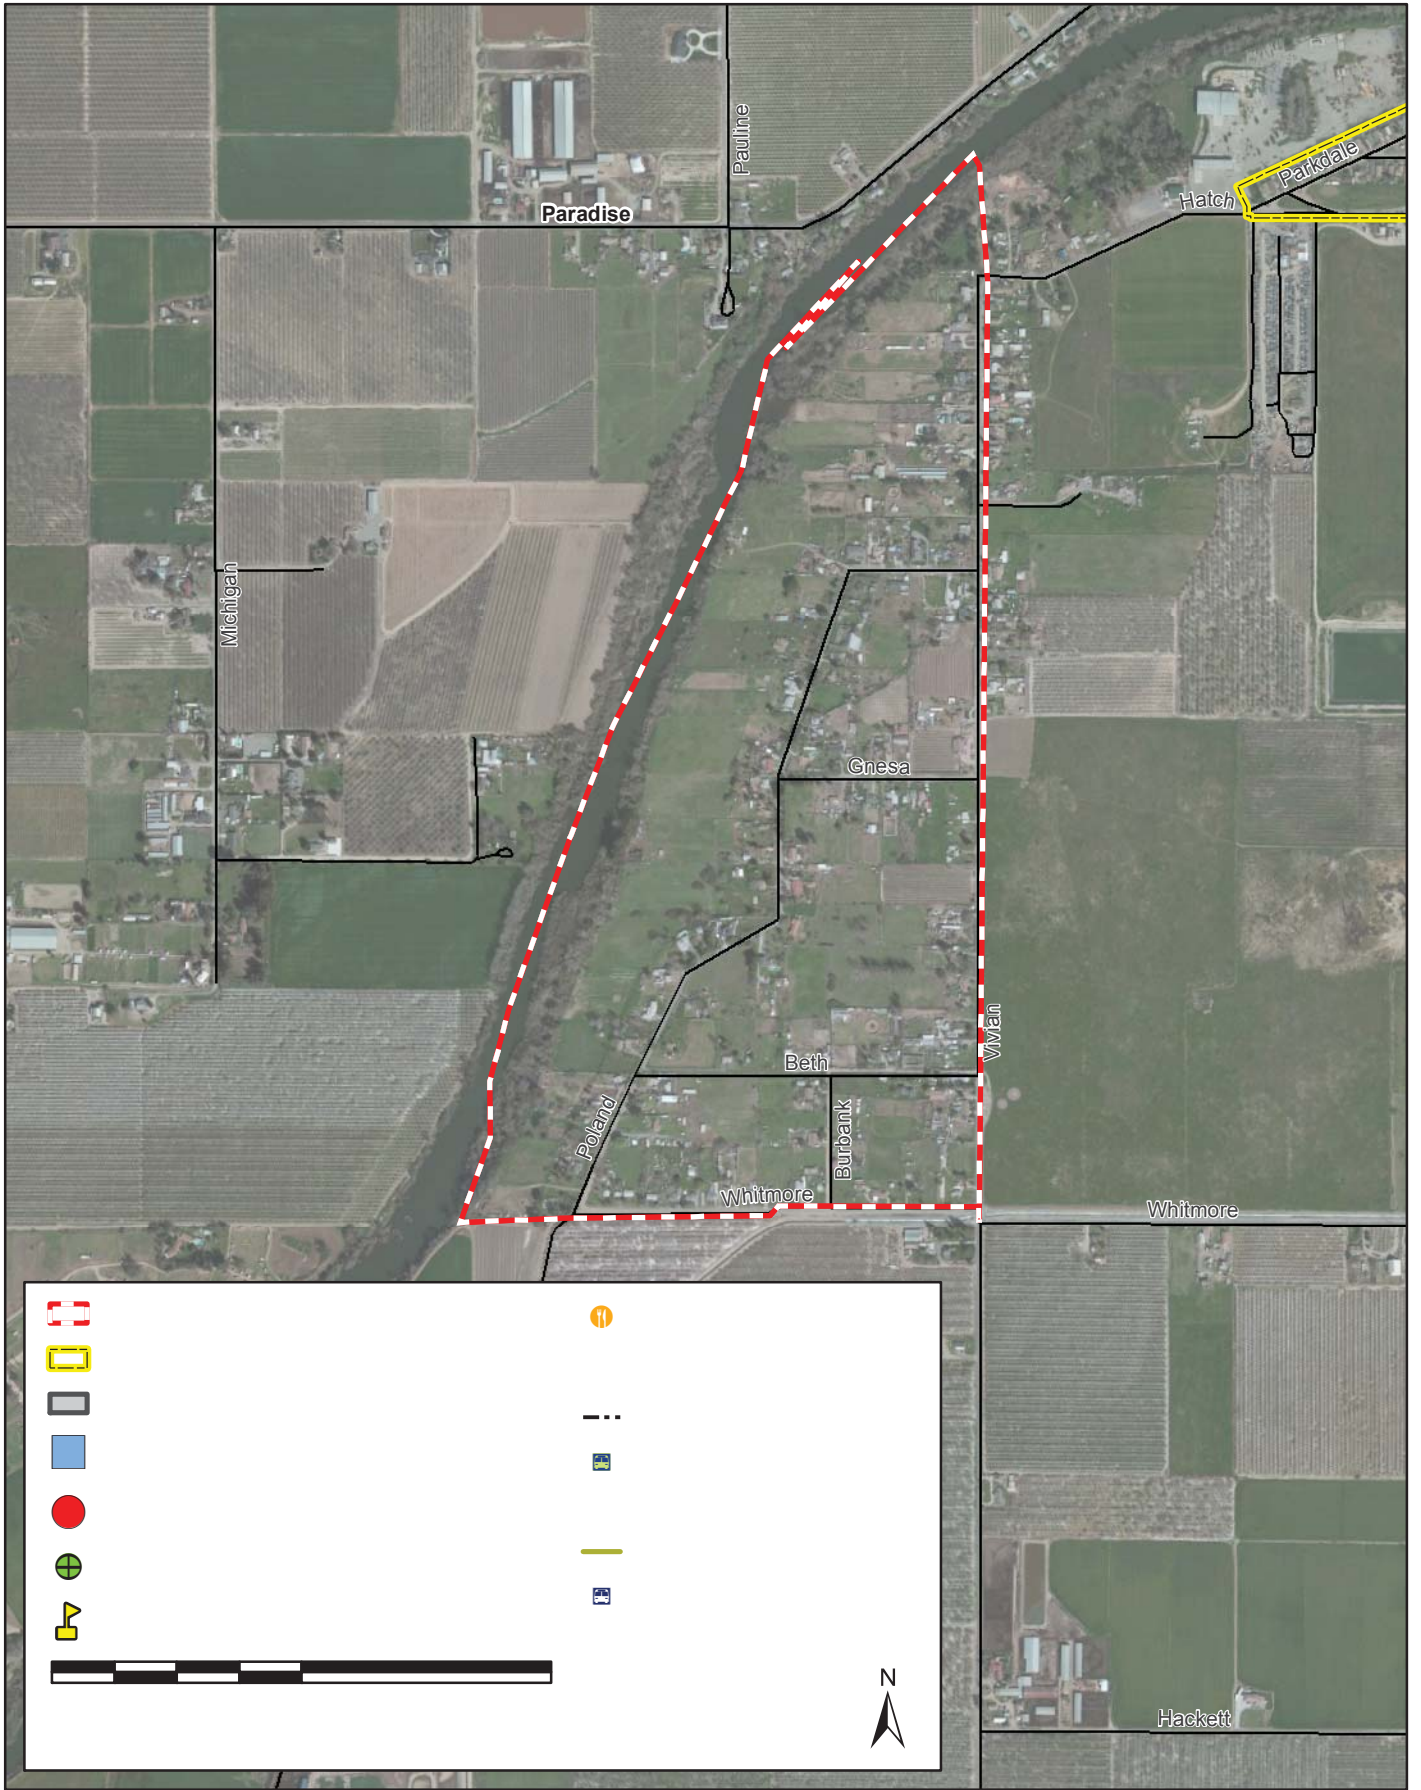 Pauline
Parkdale
Hatch
Paradise
Michigan
Gnesa
Vivian
Beth
Poland
Burbank
Whitmore
Whitmore
N
Hackett